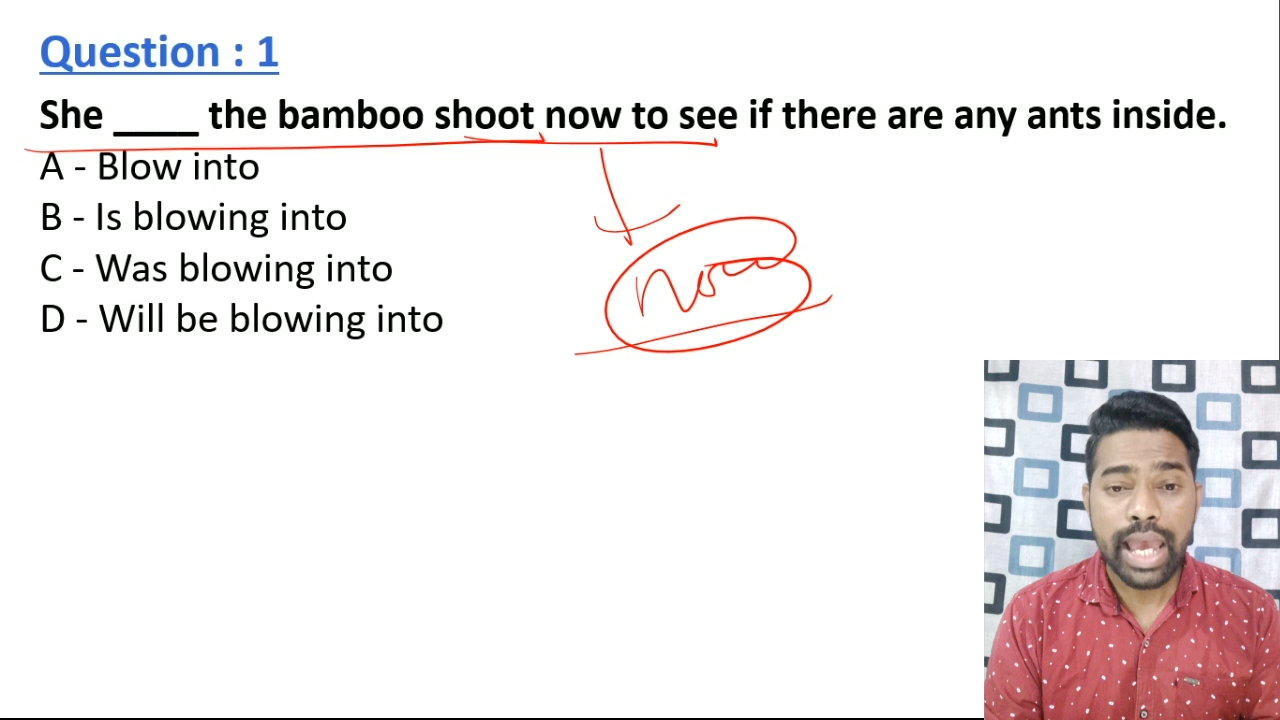 Question : 1
She ____ the bamboo shoot now to see if there are any ants inside.
A - Blow into
B - Is blowing into
C - Was blowing into
D - Will be blowing into
now